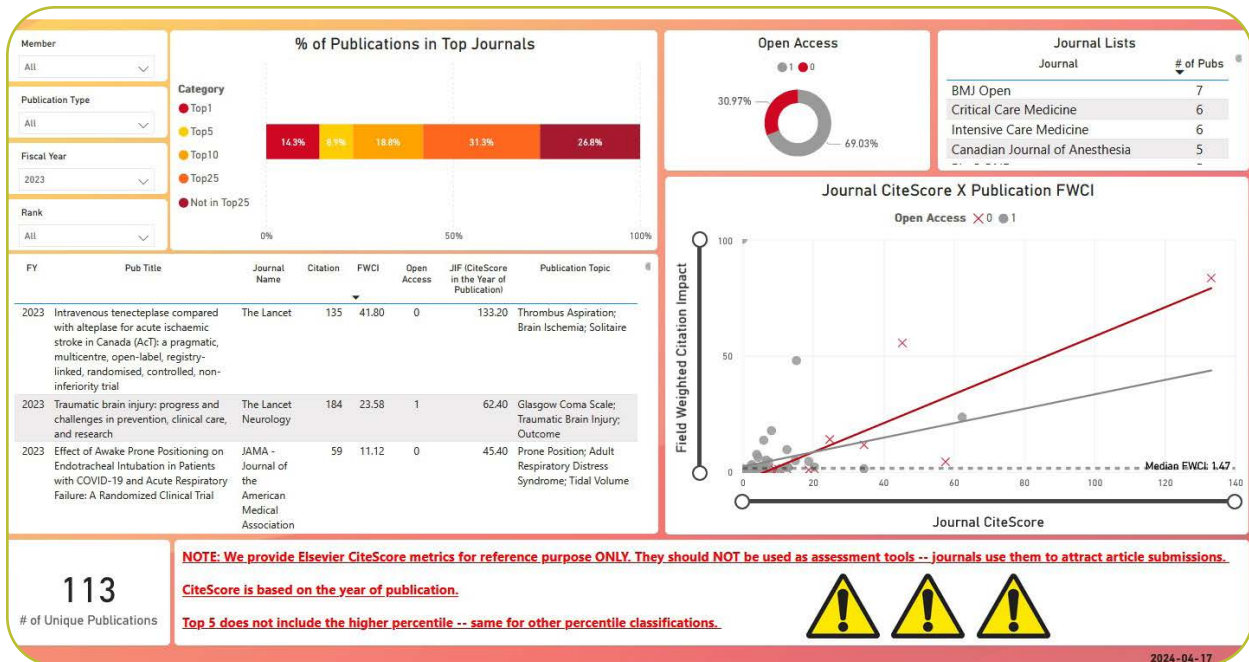 Member
All
Publication Type
All
Fiscal Year
2023
Rank
All
% of Publications in Top Journals
Category
Top1
Top5
Top10
Top25
Not in Top25
14.3%
8.9%
18.8%
31.3%
26.8%
0%
50%
100%
Open Access
1 0
30.97%
69.03%
Journal Lists
Journal # of Pubs
BMJ Open 7
Critical Care Medicine 6
Intensive Care Medicine 6
Canadian Journal of Anesthesia 5
FY Pub Title Journal Name Citation FWCI Open Access JIF (CiteScore in the Year of Publication) Publication Topic
2023 Intravenous tenecteplase compared The Lancet 135 41.80 0 133.20 Thrombus Aspiration;
with alteplase for acute ischaemic Brain Ischemia; Solitaire
stroke in Canada (AcT): a pragmatic,
multicentre, open-label, registry-
linked, randomised, controlled, non-
inferiority trial
2023 Traumatic brain injury: progress and The Lancet 184 23.58 1 62.40 Glasgow Coma Scale;
challenges in prevention, clinical care, Neurology Traumatic Brain Injury;
and research Outcome
2023 Effect of Awake Prone Positioning on JAMA - 59 11.12 0 45.40 Prone Position; Adult
Endotracheal Intubation in Patients Journal of Respiratory Distress
with COVID-19 and Acute Respiratory the Syndrome; Tidal Volume
Failure: A Randomized Clinical Trial American
Medical
Association
Journal CiteScore X Publication FWCI
Open Access 0 1
Field Weighted Citation Impact
100
50
0
Median FWCI: 1.47
0 20 40 60 80 100 120 140
Journal CiteScore
113
# of Unique Publications
NOTE: We provide Elsevier CiteScore metrics for reference purpose ONLY. They should NOT be used as assessment tools -- journals use them to attract article submissions.
CiteScore is based on the year of publication.
Top 5 does not include the higher percentile -- same for other percentile classifications.
2024-04-17